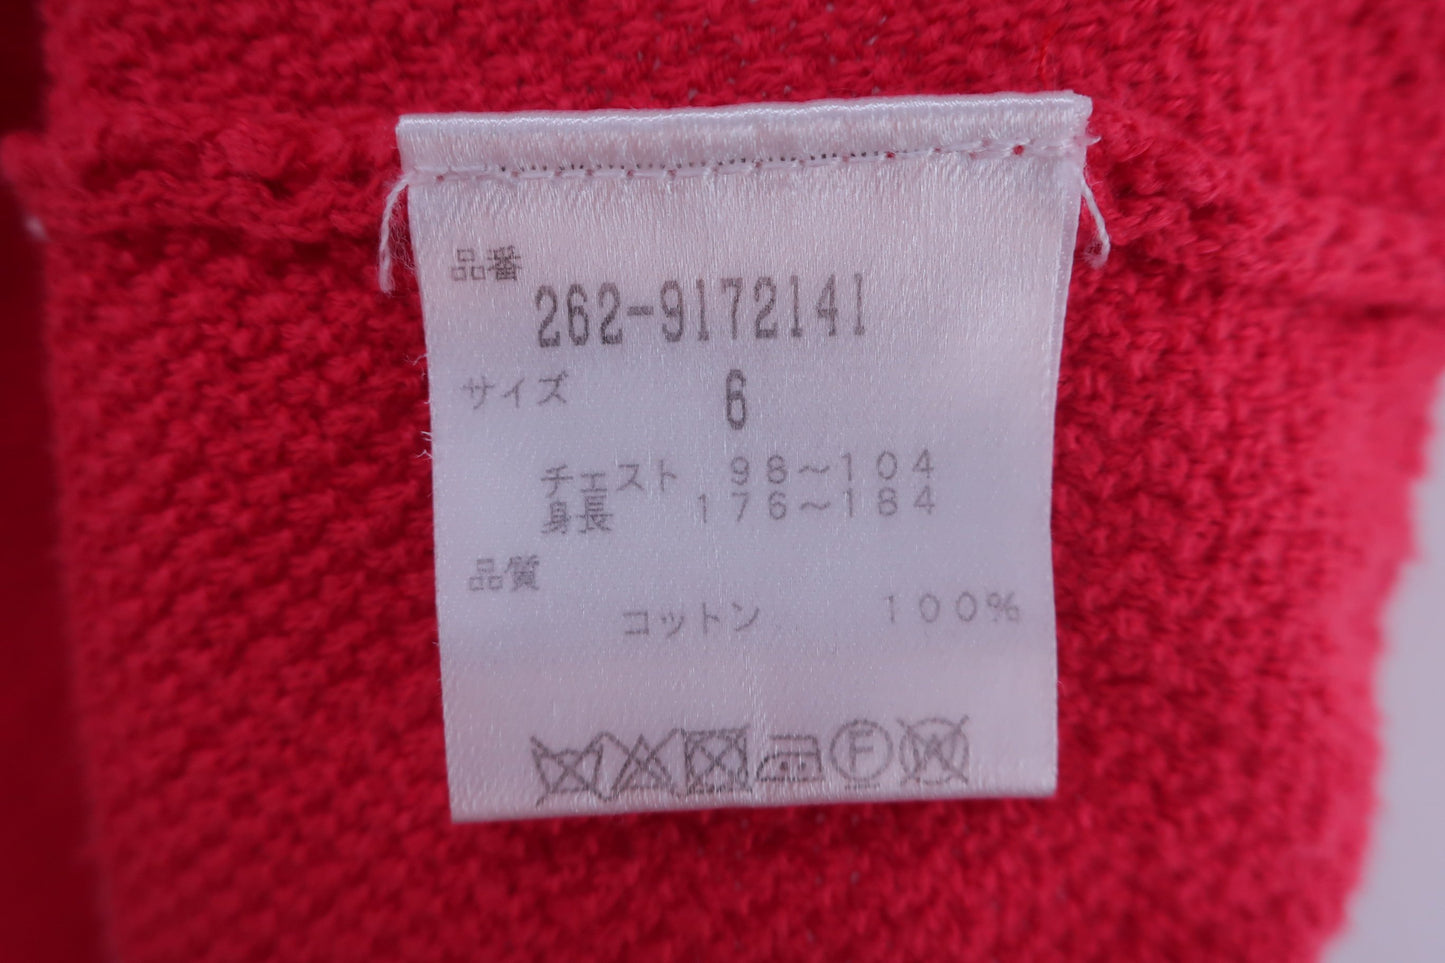 品番
262-9172141
サイズ 6
チェスト 98〜104
身長 176〜184
品質
コットン 100%
F
W